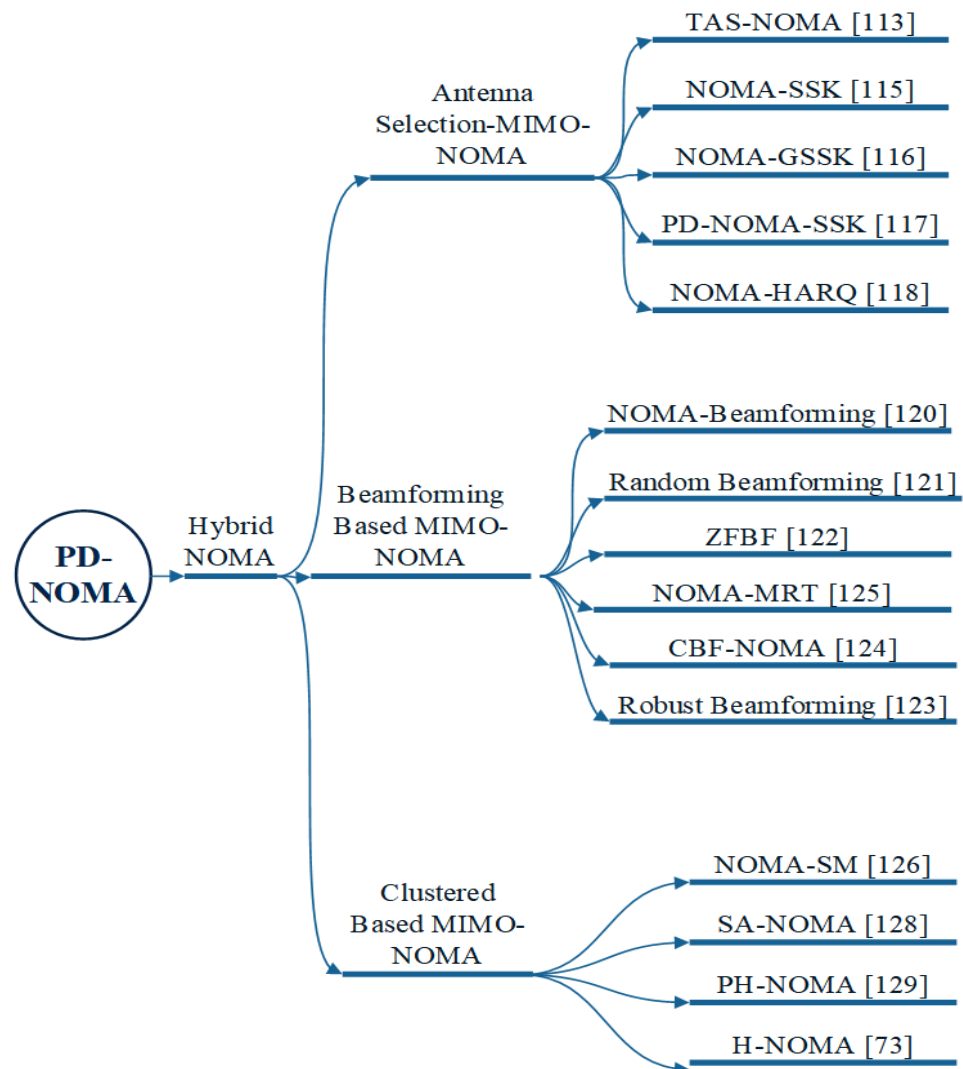 PD-
NOMA
Hybrid
NOMA
Antenna
Selection-MIMO-
NOMA
TAS-NOMA [113]
NOMA-SSK [115]
NOMA-GSSK [116]
PD-NOMA-SSK [117]
NOMA-HARQ [118]
Beamforming
Based MIMO-
NOMA
NOMA-Beamforming [120]
Random Beamforming [121]
ZFBF [122]
NOMA-MRT [125]
CBF-NOMA [124]
Robust Beamforming [123]
Clustered
Based MIMO-
NOMA
NOMA-SM [126]
SA-NOMA [128]
PH-NOMA [129]
H-NOMA [73]